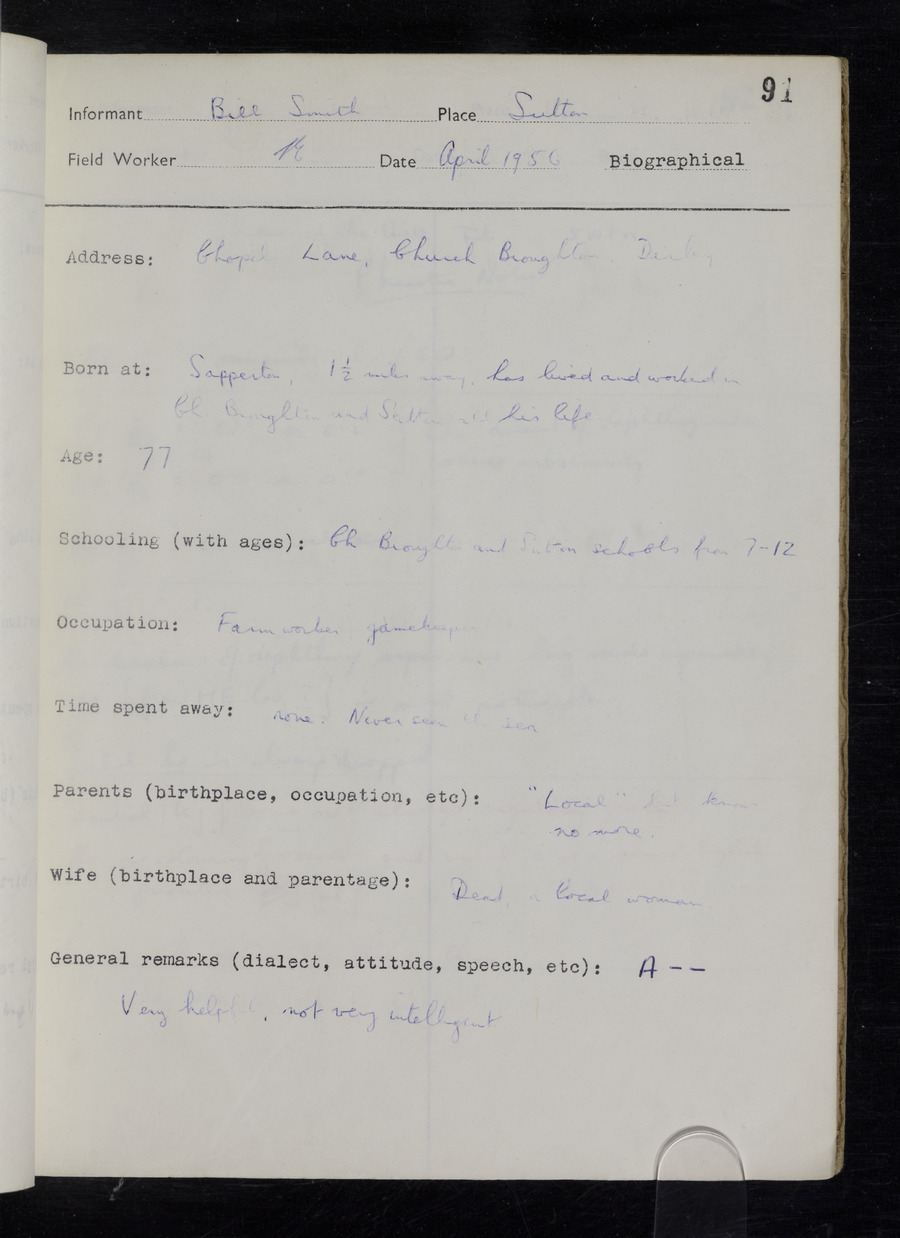 91
Informant Bill Smith Place Sutton
Field Worker Date April 1956 Biographical
Address: Chapel Lane, Church Broughton, Derby
Born at: Sapperton, 1½ miles away, has lived and worked in
Ch. Broughton and Sutton all his life
Age: 77
Schooling (with ages): Ch Broughton and Sutton schools from 7-12
Occupation: Farm worker gamekeeper
Time spent away: none. Never seen the sea
Parents (birthplace, occupation, etc): "Local" but knows
no more.
Wife (birthplace and parentage): Dead, a local woman
General remarks (dialect, attitude, speech, etc): A--
Very helpful, not very intelligent